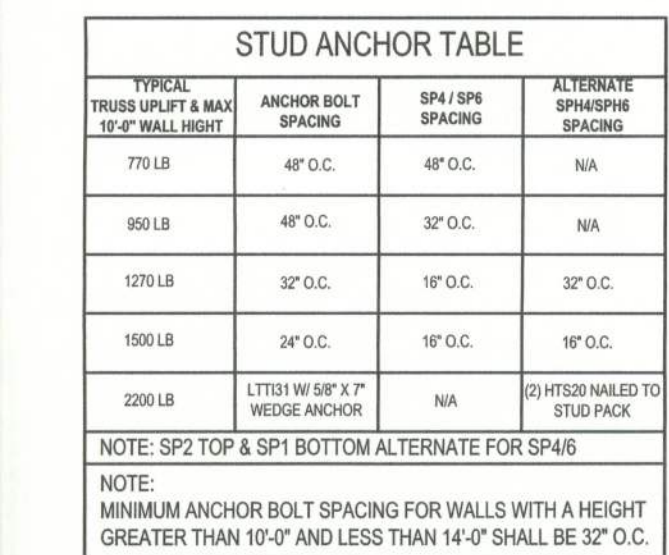 STUD ANCHOR TABLE
TYPICAL
TRUSS UPLIFT & MAX
10'-0" WALL HIGHT
ANCHOR BOLT
SPACING
SP4 / SP6
SPACING
ALTERNATE
SPH4/SPH6
SPACING
770 LB
48" O.C.
48" O.C.
N/A
950 LB
48" O.C.
32" O.C.
N/A
1270 LB
32" O.C.
16" O.C.
32" O.C.
1500 LB
24" O.C.
16" O.C.
16" O.C.
2200 LB
LTTI31 W/ 5/8" X 7"
WEDGE ANCHOR
N/A
(2) HTS20 NAILED TO
STUD PACK
NOTE: SP2 TOP & SP1 BOTTOM ALTERNATE FOR SP4/6
NOTE:
MINIMUM ANCHOR BOLT SPACING FOR WALLS WITH A HEIGHT
GREATER THAN 10'-0" AND LESS THAN 14'-0" SHALL BE 32" O.C.